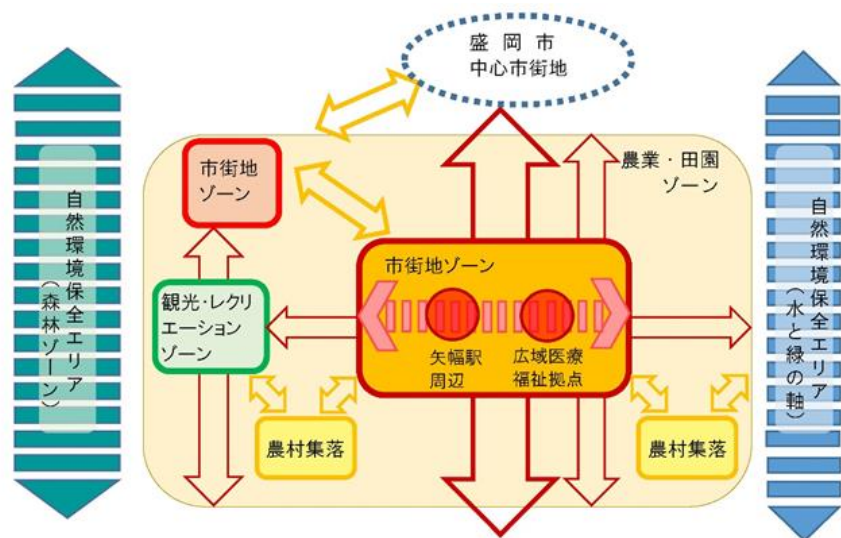 盛岡市
中心市街地
農業・田園
ゾーン
市街地
ゾーン
市街地ゾーン
観光・レクリ
エーション
ゾーン
矢幅駅
周辺
広域医療
福祉拠点
農村集落
農村集落
自然環境保全エリア
（森林ゾーン）
自然環境保全エリア
（水と緑の軸）